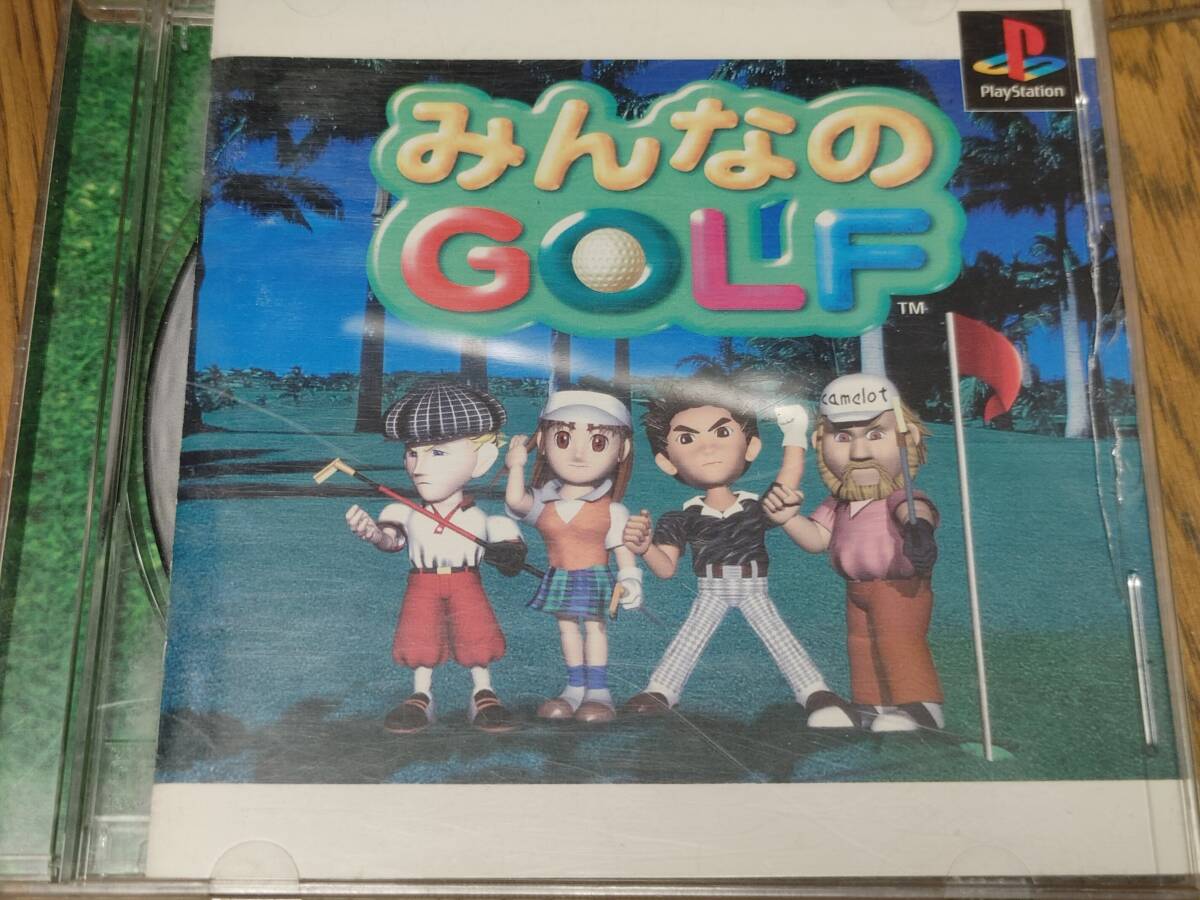 みんなの
GOLF
TM
PlayStation
camelot